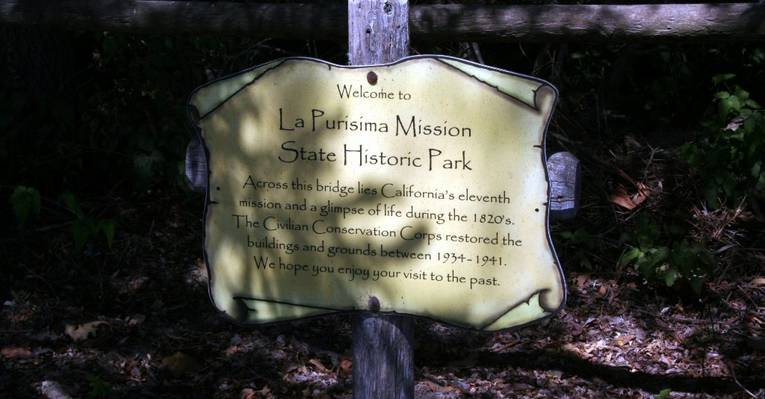 Welcome to
La Purisima Mission
State Historic Park
Across this bridge lies California's eleventh
mission and a glimpse of life during the 1820's.
The Civilian Conservation Corps restored the
buildings and grounds between 1934-1941.
We hope you enjoy your visit to the past.